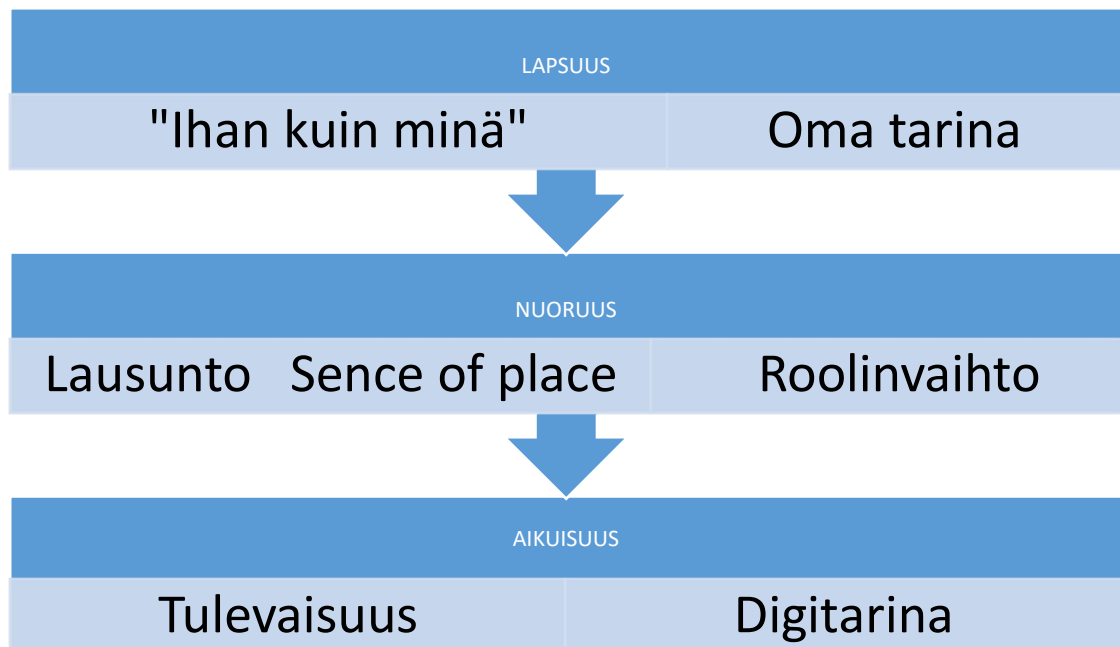 LAPSUUS
"Ihan kuin minä" Oma tarina
NUORUUS
Lausunto Sence of place Roolinvaihto
AIKUISUUS
Tulevaisuus Digitarina